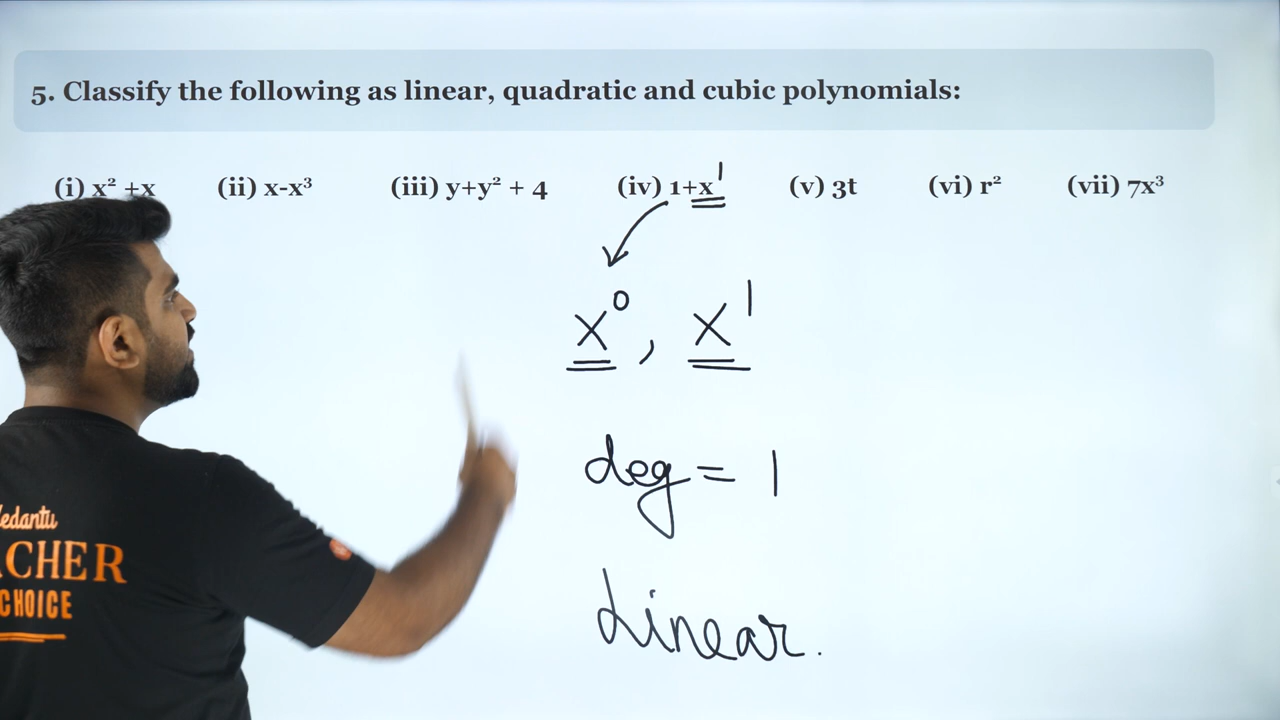 5. Classify the following as linear, quadratic and cubic polynomials:
(i) x² +x (ii) x-x³ (iii) y+y² + 4 (iv) 1+x¹ (v) 3t (vi) r² (vii) 7x³
x⁰, x¹
deg = 1
Linear.
edantu
CHER
CHOICE